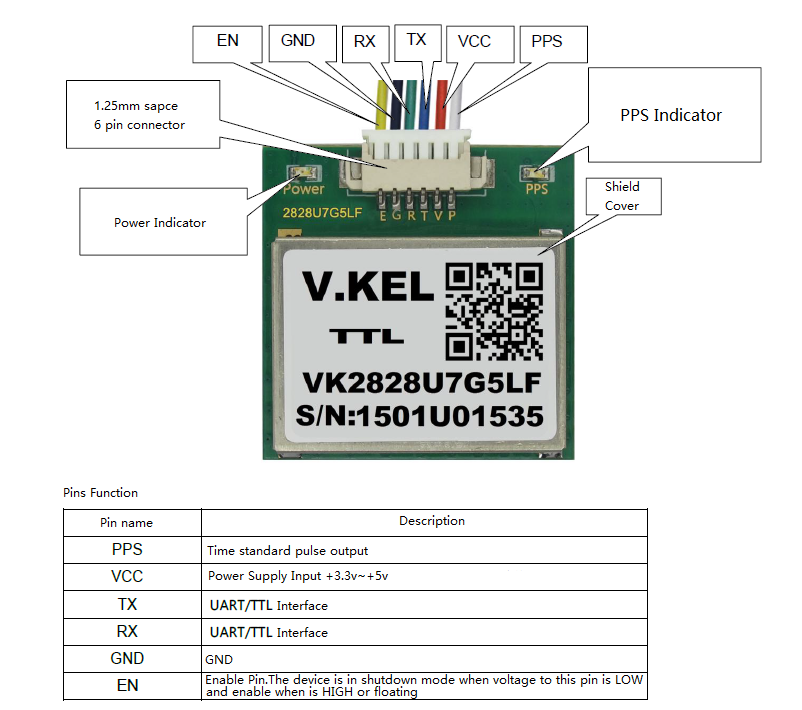 EN
GND
RX
TX
VCC
PPS
1.25mm sapce
6 pin connector
PPS Indicator
Power
PPS
Shield
Cover
Power Indicator
2828U7G5LF
E G R T V P
V.KEL
TTL
VK2828U7G5LF
S/N:1501U01535
Pins Function
Pin name Description
PPS Time standard pulse output
VCC Power Supply Input +3.3v~+5v
TX UART/TTL Interface
RX UART/TTL Interface
GND GND
EN Enable Pin.The device is in shutdown mode when voltage to this pin is LOW
and enable when is HIGH or floating